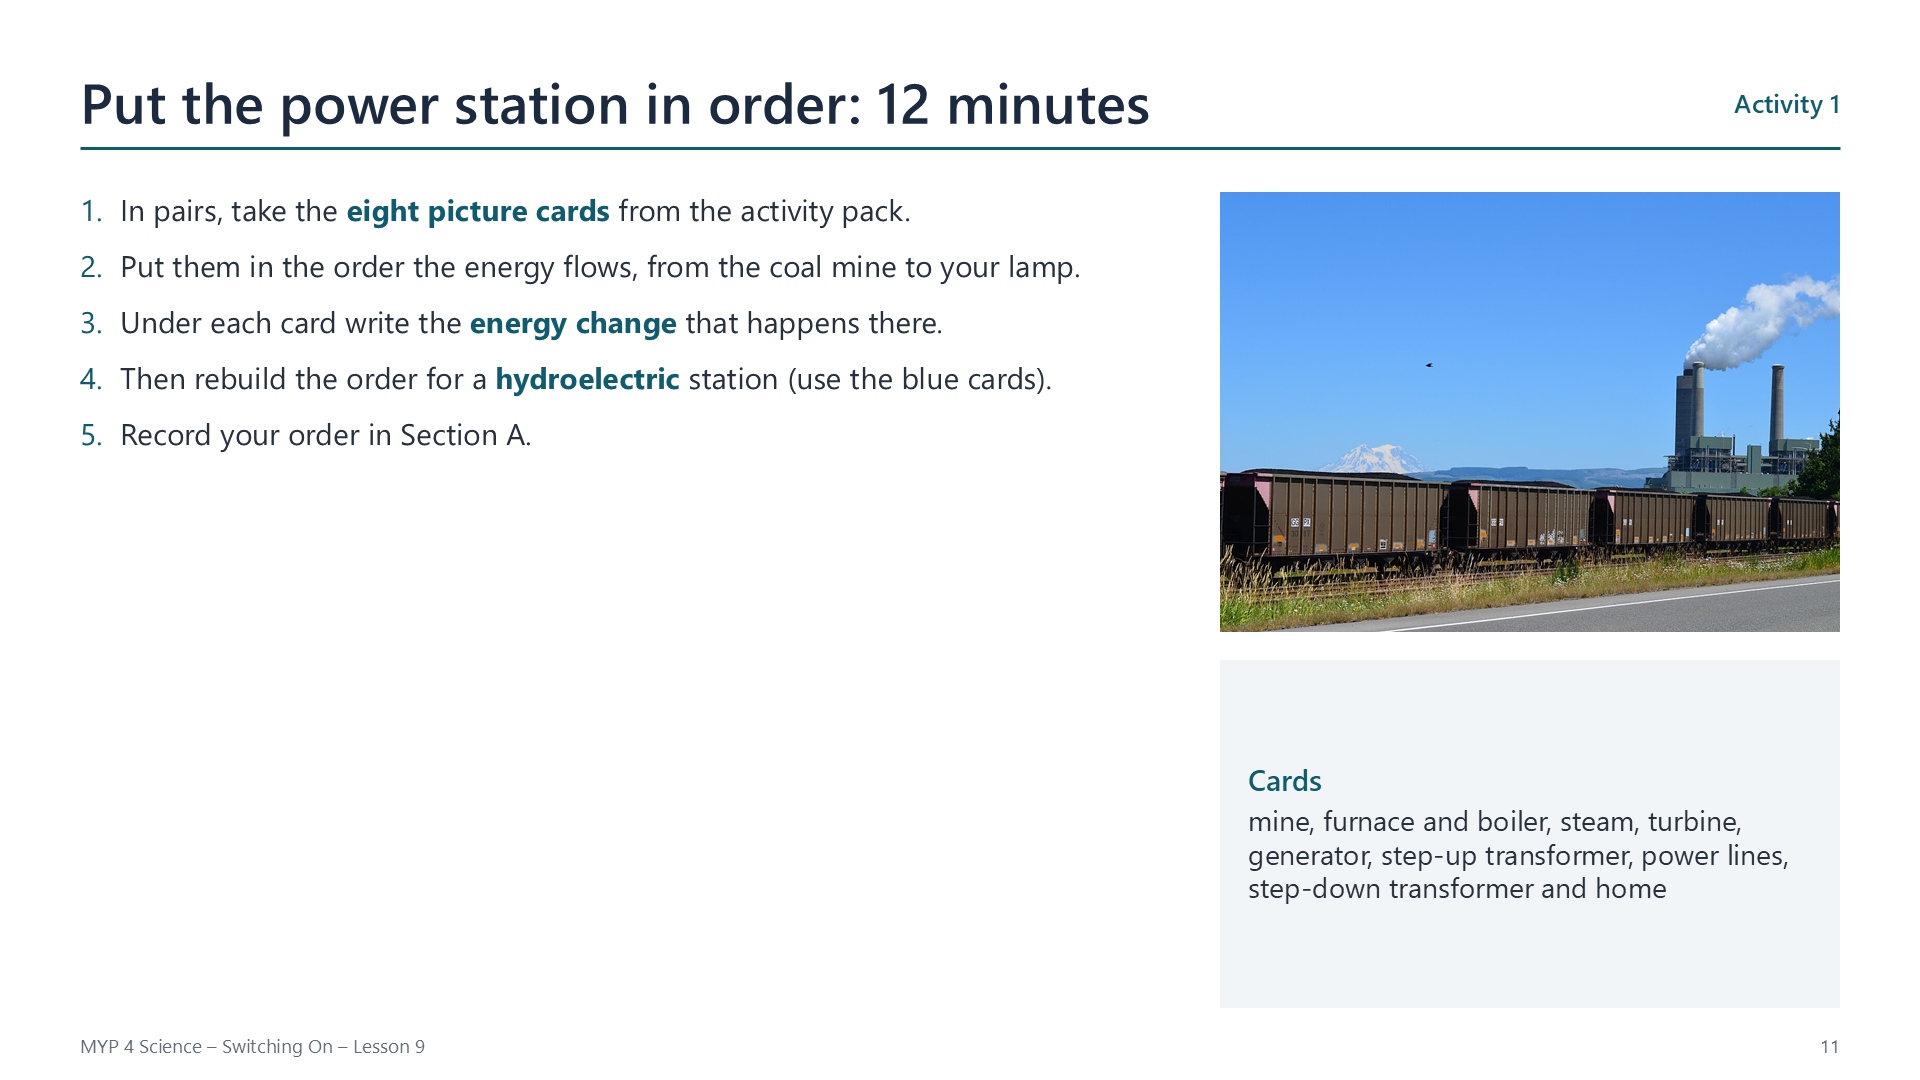 Put the power station in order: 12 minutes
Activity 1
1. In pairs, take the eight picture cards from the activity pack.
2. Put them in the order the energy flows, from the coal mine to your lamp.
3. Under each card write the energy change that happens there.
4. Then rebuild the order for a hydroelectric station (use the blue cards).
5. Record your order in Section A.
Cards
mine, furnace and boiler, steam, turbine,
generator, step-up transformer, power lines,
step-down transformer and home
MYP 4 Science – Switching On – Lesson 9
11